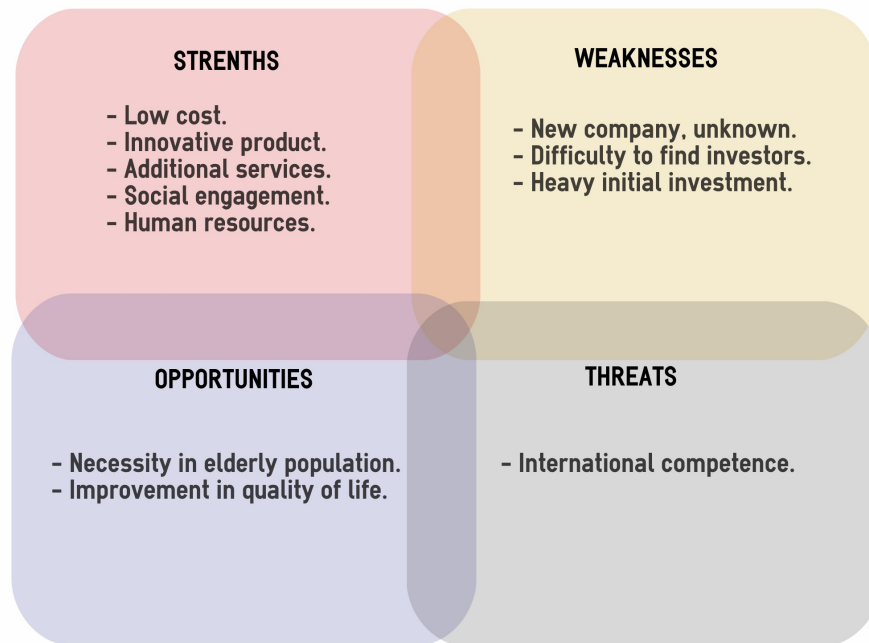 STRENTHS
- Low cost.
- Innovative product.
- Additional services.
- Social engagement.
- Human resources.
WEAKNESSES
- New company, unknown.
- Difficulty to find investors.
- Heavy initial investment.
OPPORTUNITIES
- Necessity in elderly population.
- Improvement in quality of life.
THREATS
- International competence.